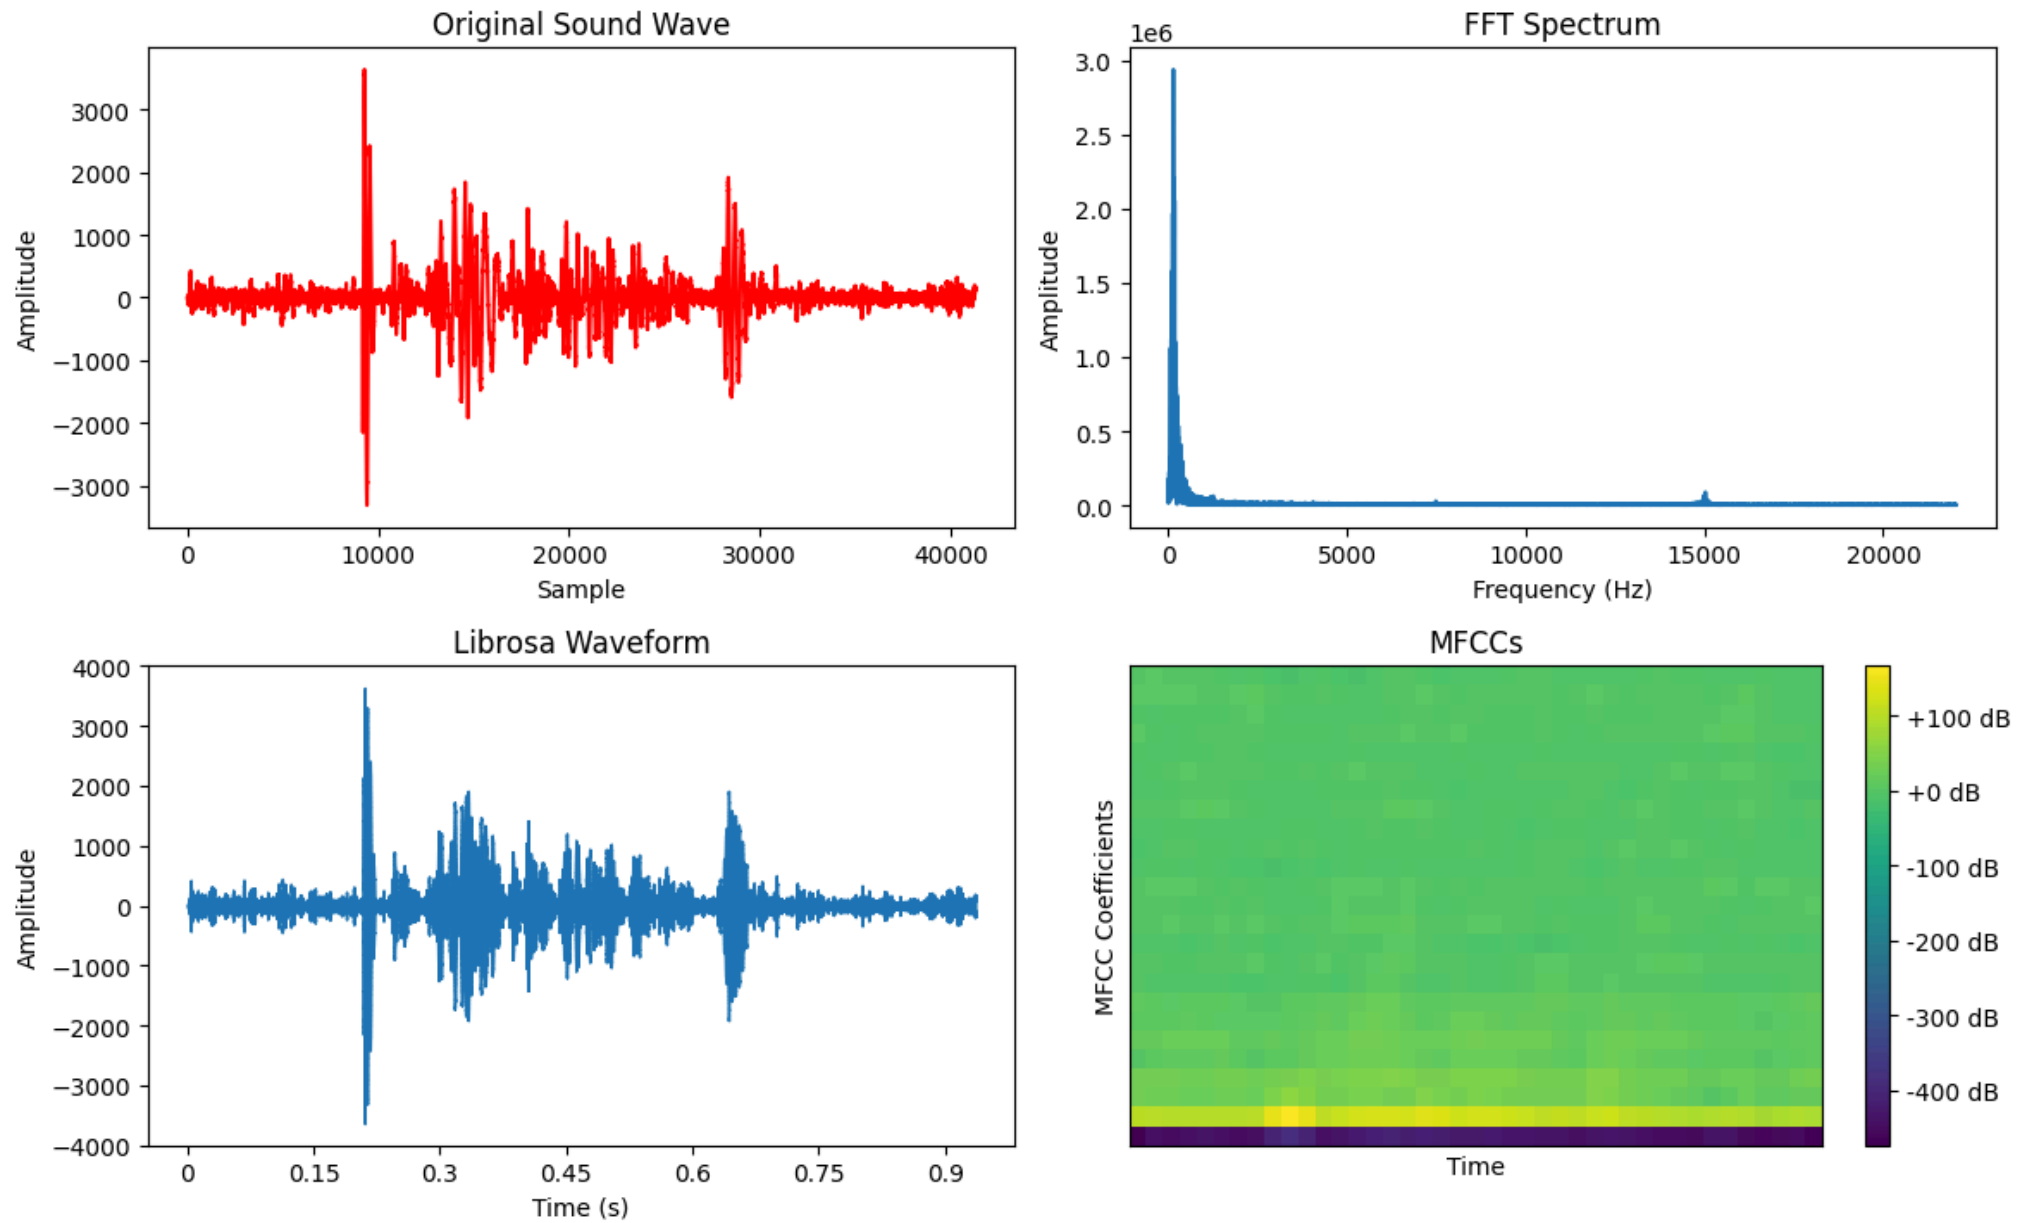 Original Sound Wave
Amplitude
3000
2000
1000
0
−1000
−2000
−3000
0 10000 20000 30000 40000
Sample
FFT Spectrum
1e6
Amplitude
3.0
2.5
2.0
1.5
1.0
0.5
0.0
0 5000 10000 15000 20000
Frequency (Hz)
Librosa Waveform
Amplitude
4000
3000
2000
1000
0
−1000
−2000
−3000
−4000
0 0.15 0.3 0.45 0.6 0.75 0.9
Time (s)
MFCCs
MFCC Coefficients
Time
+100 dB
+0 dB
-100 dB
-200 dB
-300 dB
-400 dB